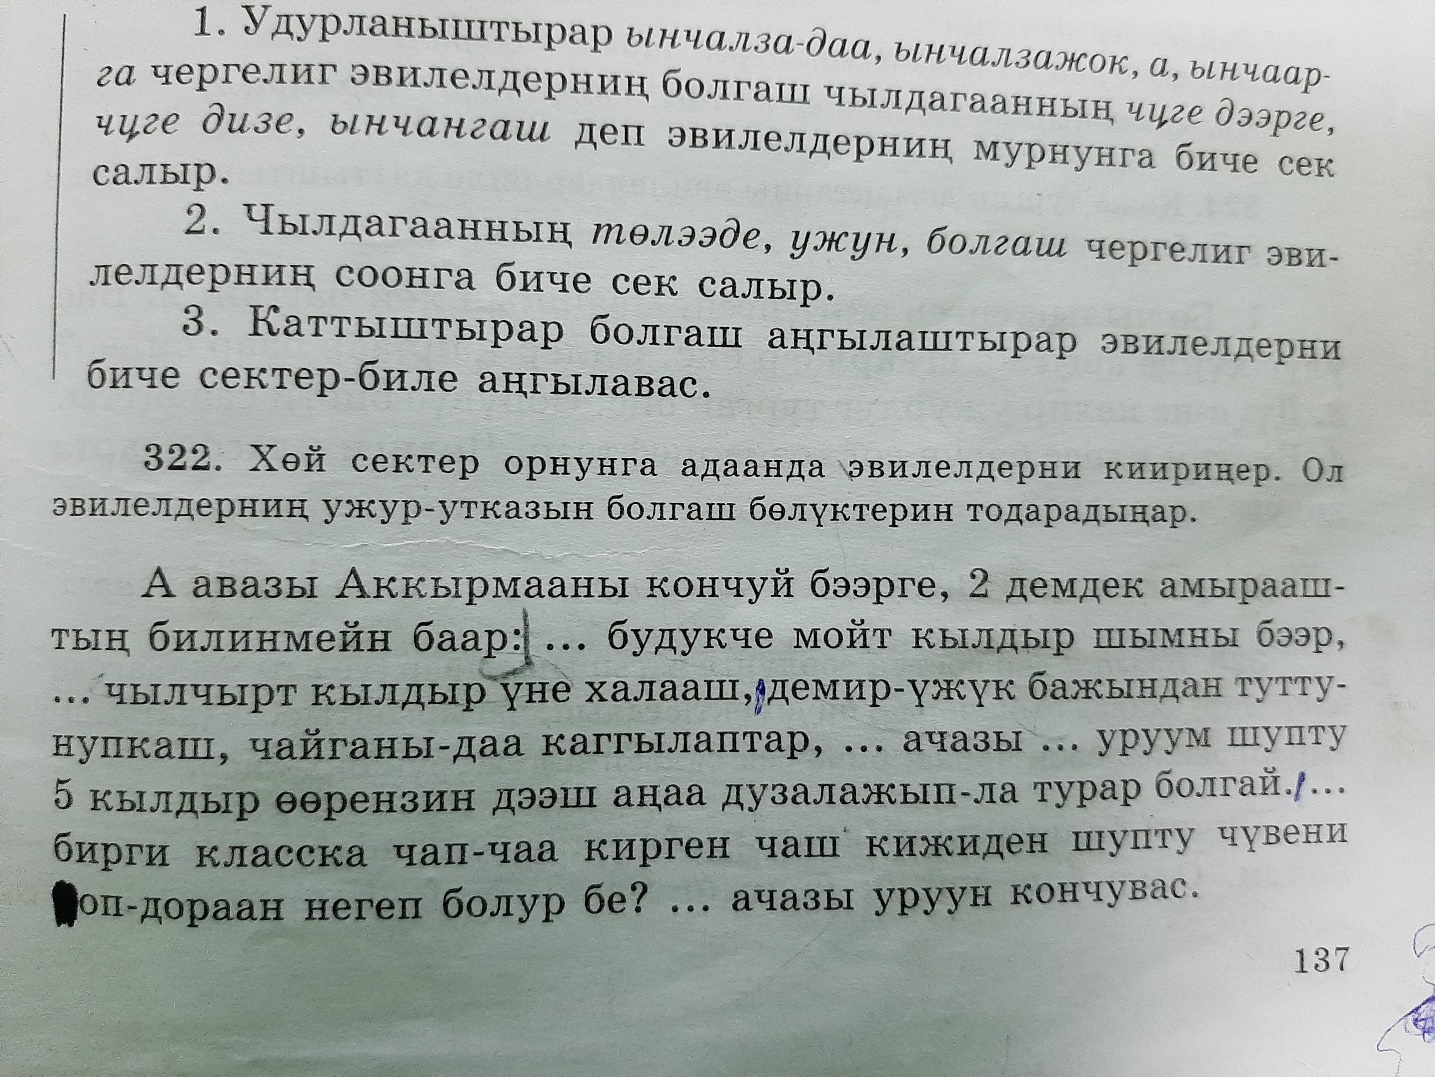 1. Удурланыштырар ынчалза-даа, ынчалзажок, а, ынчаар-
га чергелиг эвилелдерниң болгаш чылдагаанның чүге дээрге,
чүге дизе, ынчангаш деп эвилелдерниң мурнунга биче сек
салыр.
2. Чылдагаанның төлээде, ужун, болгаш чергелиг эви-
лелдерниң соонга биче сек салыр.
3. Каттыштырар болгаш аңгылаштырар эвилелдерни
биче сектер-биле аңгылавас.
322. Хөй сектер орнунга адаанда эвилелдерни киириңер. Ол
эвилелдерниң ужур-утказын болгаш бөлүктерин тодарадыңар.
А авазы Аккырмааны кончуй бээрге, 2 демдек амырааш-
тың билинмейн баар: ... будукче мойт кылдыр шымны бээр,
... чылчырт кылдыр үне халааш, демир-үжүк бажындан тутту-
нупкаш, чайганы-даа каггылаптар, ... ачазы ... уруум шупту
5 кылдыр өөрензин дээш аңаа дузалажып-ла турар болгай. ...
бирги класска чап-чаа кирген чаш кижиден шупту чүвени
оп-дораан негеп болур бе? ... ачазы уруун кончувас.
137